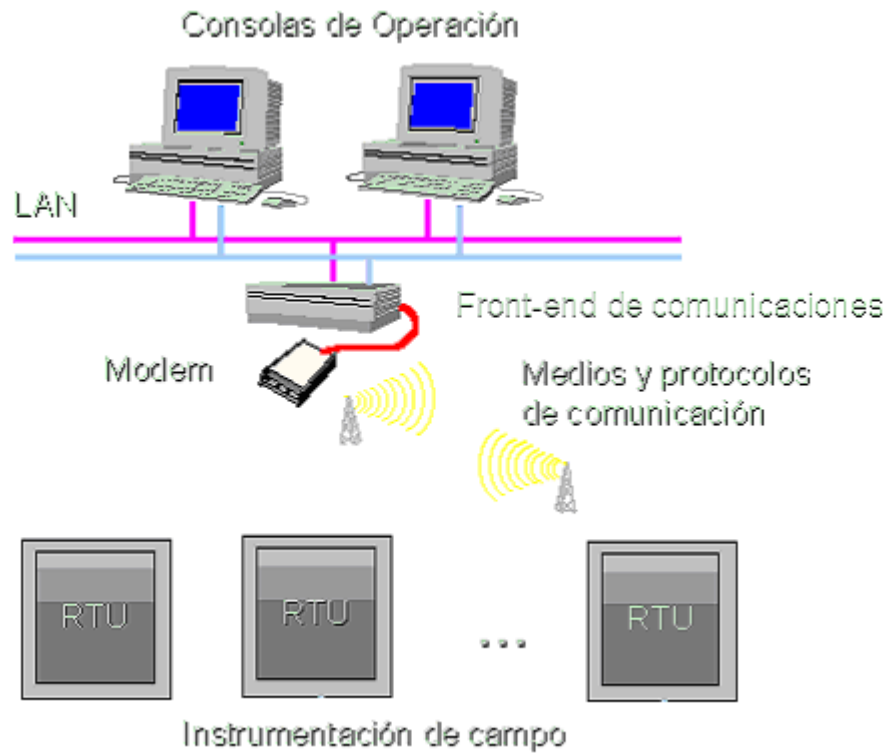 Consolas de Operación
LAN
Front-end de comunicaciones
Modem
Medios y protocolos
de comunicación
RTU
RTU
...
RTU
Instrumentación de campo